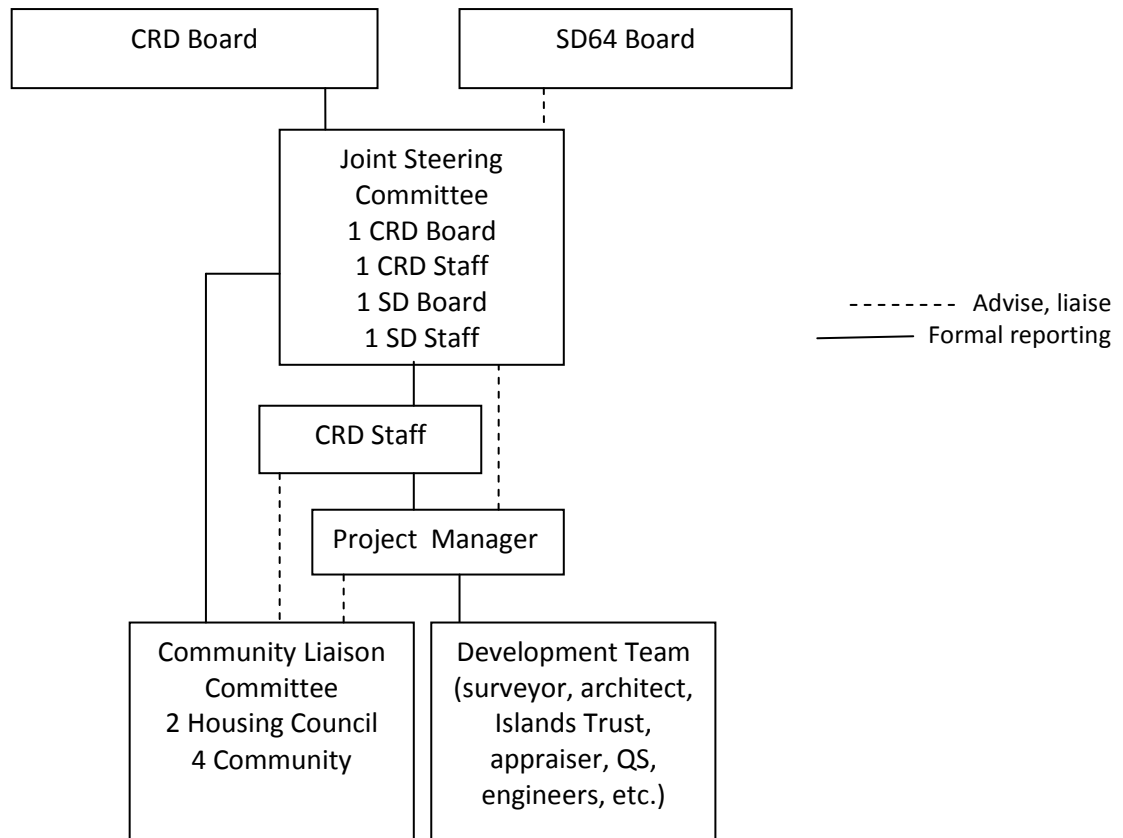 CRD Board
SD64 Board
Joint Steering
Committee
1 CRD Board
1 CRD Staff
1 SD Board
1 SD Staff
Advise, liaise
Formal reporting
CRD Staff
Project Manager
Community Liaison
Committee
2 Housing Council
4 Community
Development Team
(surveyor, architect,
Islands Trust,
appraiser, QS,
engineers, etc.)